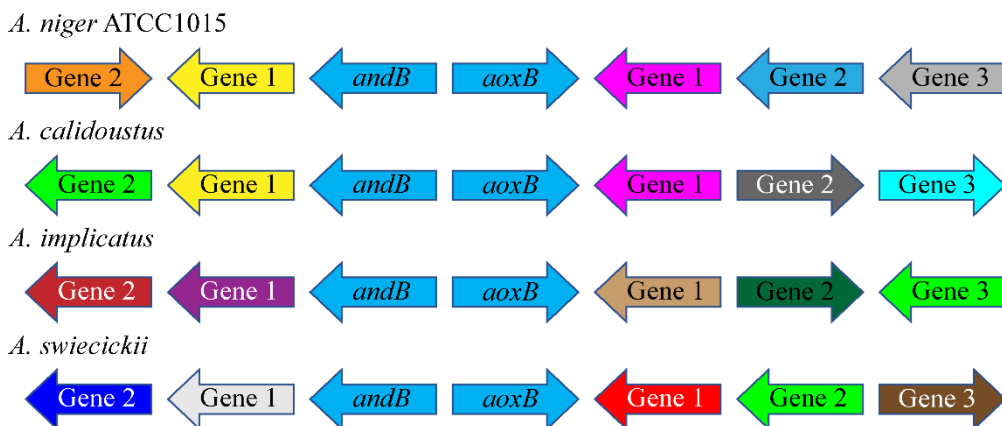 A. niger ATCC1015
Gene 2 Gene 1 andB aoxB Gene 1 Gene 2 Gene 3
A. calidoustus
Gene 2 Gene 1 andB aoxB Gene 1 Gene 2 Gene 3
A. implicatus
Gene 2 Gene 1 andB aoxB Gene 1 Gene 2 Gene 3
A. swiecickii
Gene 2 Gene 1 andB aoxB Gene 1 Gene 2 Gene 3